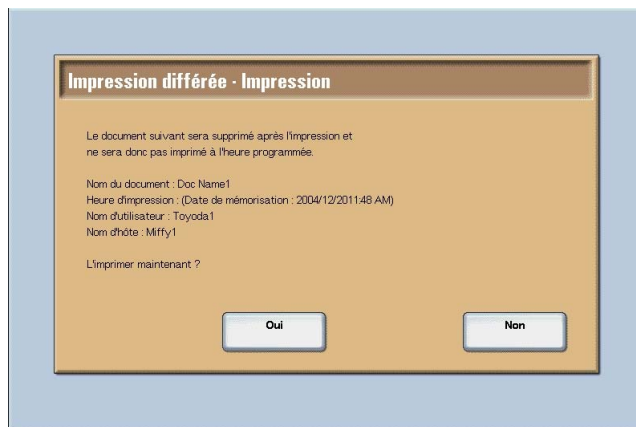 Impression différée - Impression
Le document suivant sera supprimé après l'impression et
ne sera donc pas imprimé à l'heure programmée.
Nom du document : Doc Name1
Heure d'impression : (Date de mémorisation : 2004/12/2011:48 AM)
Nom d'utilisateur : Toyoda1
Nom d'hôte : Miffy1
L'imprimer maintenant ?
Oui
Non